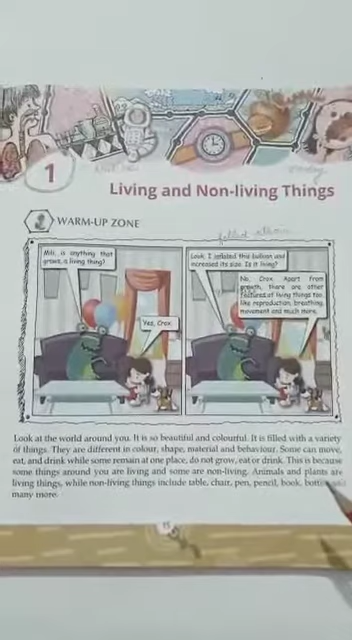 1
Living and Non-living Things
WARM-UP ZONE
Mili, is anything that
grows, a living thing?
Yes, Crox.
Look, I inflated this balloon and
increased its size. Is it living?
No, Crox. Apart from
growth, there are other
features of living things too
like reproduction, breathing,
movement and much more.
Look at the world around you. It is so beautiful and colourful. It is filled with a variety
of things. They are different in colour, shape, material and behaviour. Some can move,
eat, and drink while some remain at one place, do not grow, eat or drink. This is because
some things around you are living and some are non-living. Animals and plants are
living things, while non-living things include table, chair, pen, pencil, book, bottle and
many more.